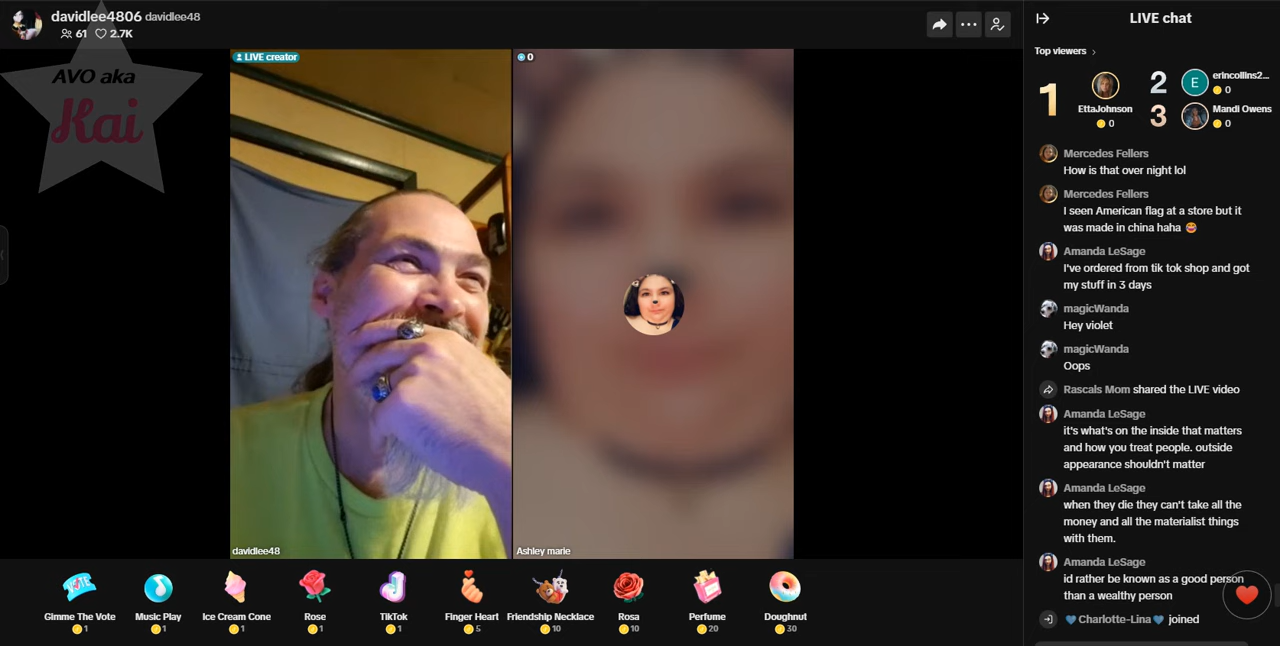 davidlee4806 davidlee48
61 2.7K
AVO aka
Kai
LIVE creator
0
davidlee48
Ashley marie
VOTE
Gimme The Vote
1
Music Play
1
Ice Cream Cone
1
Rose
1
TikTok
1
Finger Heart
5
Friendship Necklace
10
Rosa
10
Perfume
20
Doughnut
30
LIVE chat
Top viewers
1
EttaJohnson
0
2
E
erincollins2...
0
3
Mandi Owens
0
Mercedes Fellers
How is that over night lol
Mercedes Fellers
I seen American flag at a store but it
was made in china haha
Amanda LeSage
I've ordered from tik tok shop and got
my stuff in 3 days
magicWanda
Hey violet
magicWanda
Oops
Rascals Mom shared the LIVE video
Amanda LeSage
it's what's on the inside that matters
and how you treat people. outside
appearance shouldn't matter
Amanda LeSage
when they die they can't take all the
money and all the materialist things
with them.
Amanda LeSage
id rather be known as a good person
than a wealthy person
💙Charlotte-Lina💙 joined